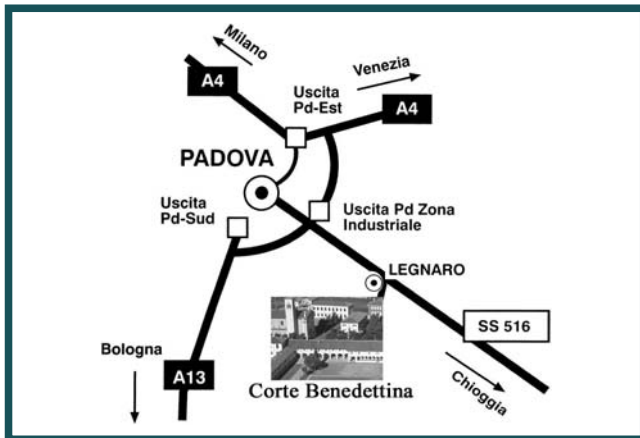 Milano
A4
Venezia
Uscita
Pd-Est
A4
PADOVA
Uscita
Pd-Sud
Uscita Pd Zona
Industriale
LEGNARO
SS 516
Bologna
A13
Chioggia
Corte Benedettina